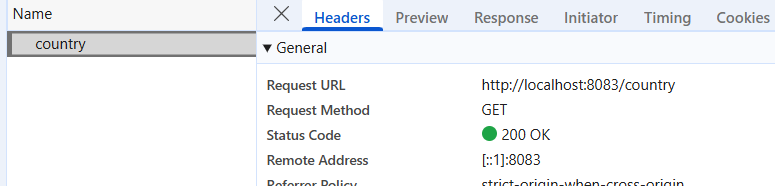 Name
country
Headers Preview Response Initiator Timing Cookies
General
Request URL http://localhost:8083/country
Request Method GET
Status Code 200 OK
Remote Address [::1]:8083
Referrer Policy strict-origin-when-cross-origin